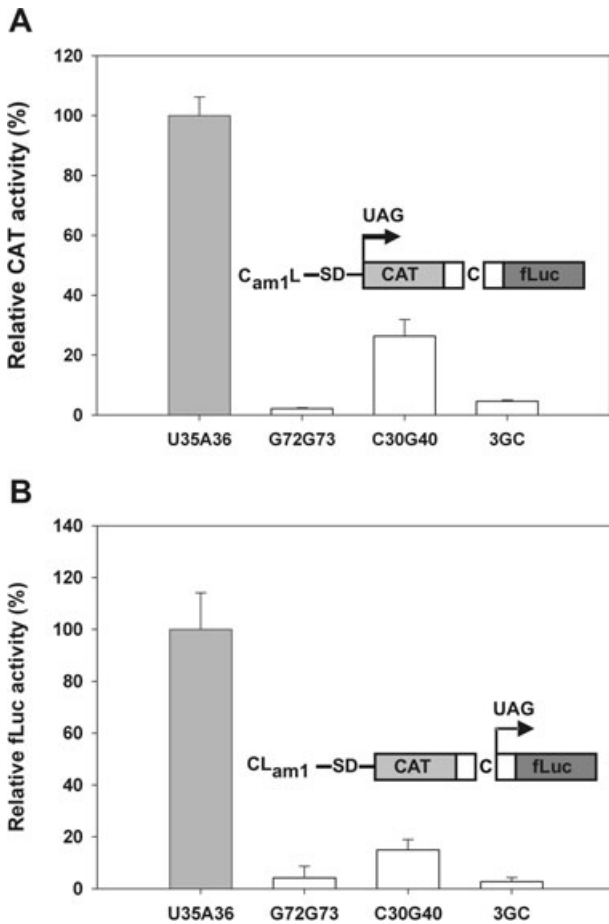 A
Relative CAT activity (%)
120
100
80
60
40
20
0
UAG
Cam1L SD CAT C fLuc
U35A36 G72G73 C30G40 3GC
B
Relative fLuc activity (%)
140
120
100
80
60
40
20
0
UAG
CLam1 SD CAT C fLuc
U35A36 G72G73 C30G40 3GC